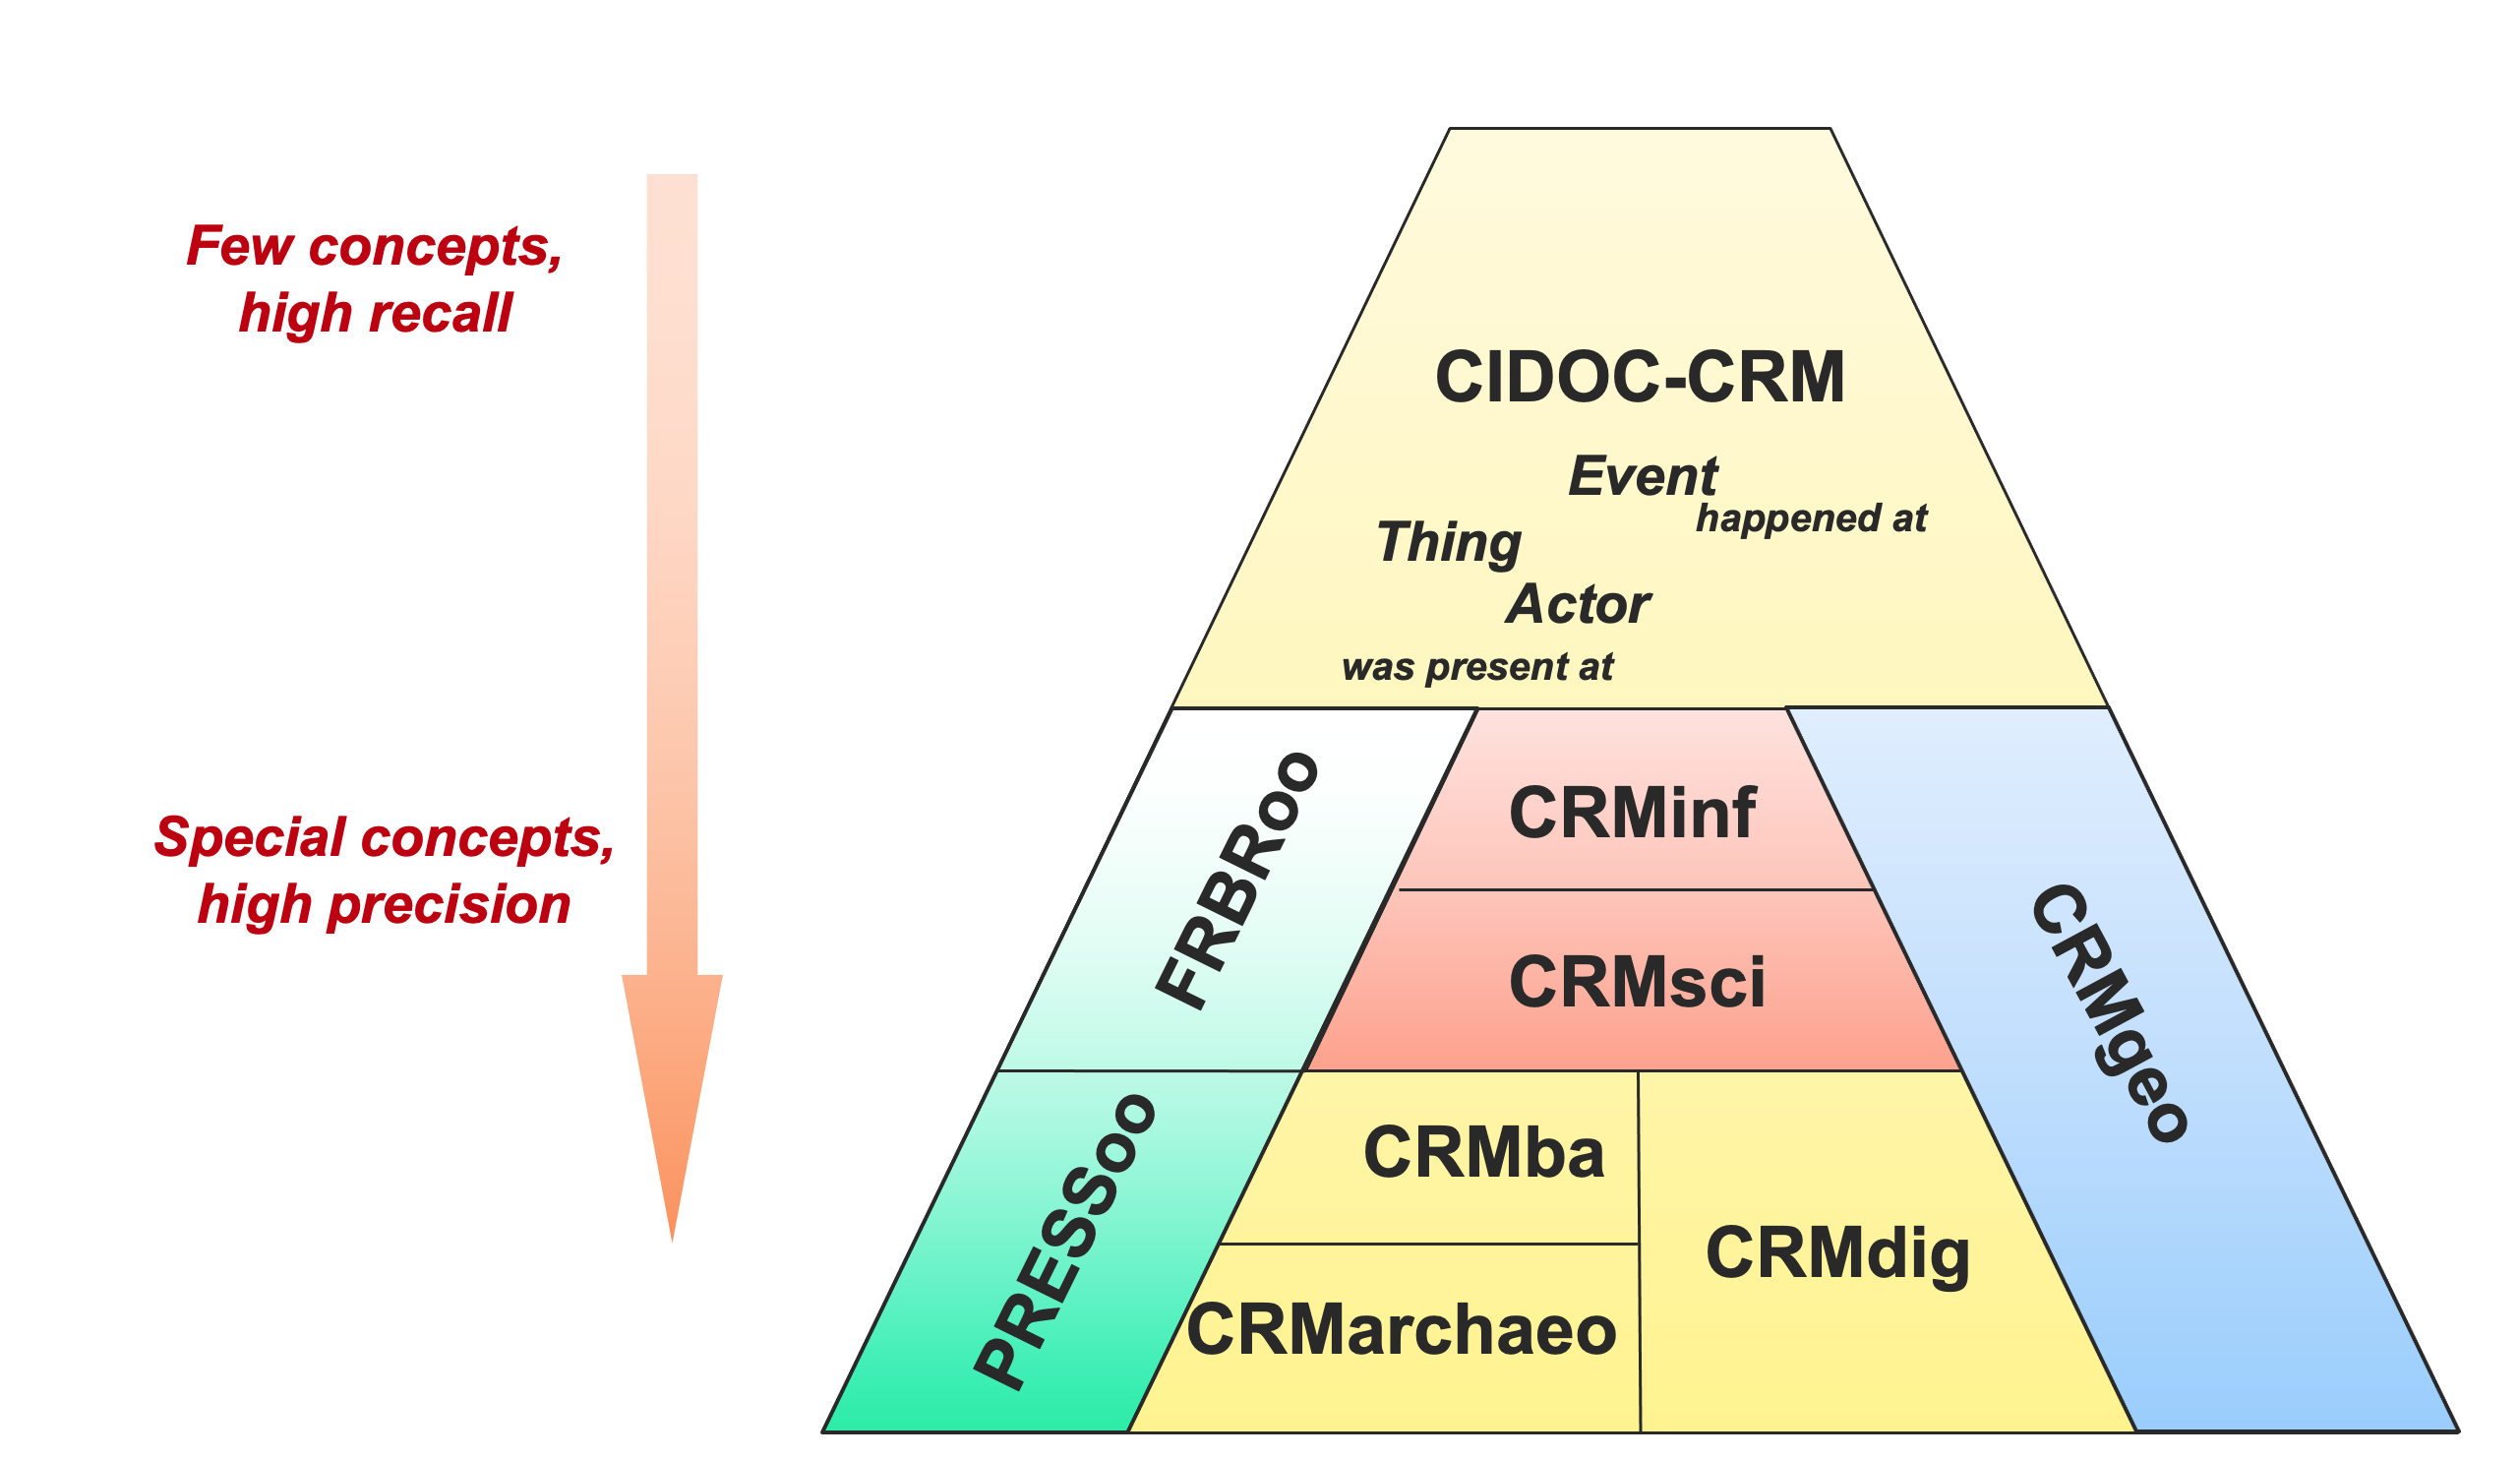 Few concepts,
high recall
Special concepts,
high precision
CIDOC-CRM
Event
happened at
Thing
Actor
was present at
FRBRoo
CRMinf
CRMsci
CRMgeo
PRESSoo
CRMba
CRMdig
CRMarchaeo